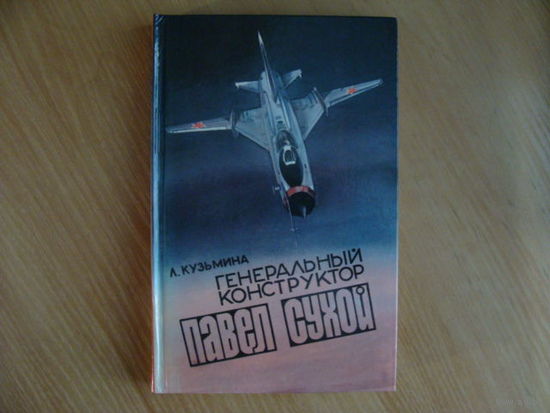 Л. КУЗЬМИНА
ГЕНЕРАЛЬНЫЙ
КОНСТРУКТОР
ПАВЕЛ СУХОЙ